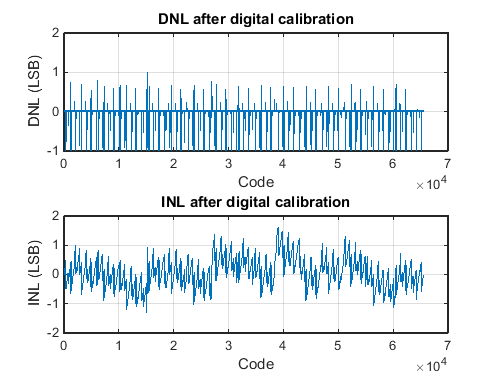 DNL after digital calibration
2
1
0
-1
DNL (LSB)
0 1 2 3 4 5 6 7
Code
×10^4
INL after digital calibration
2
1
0
-1
-2
INL (LSB)
0 1 2 3 4 5 6 7
Code
×10^4